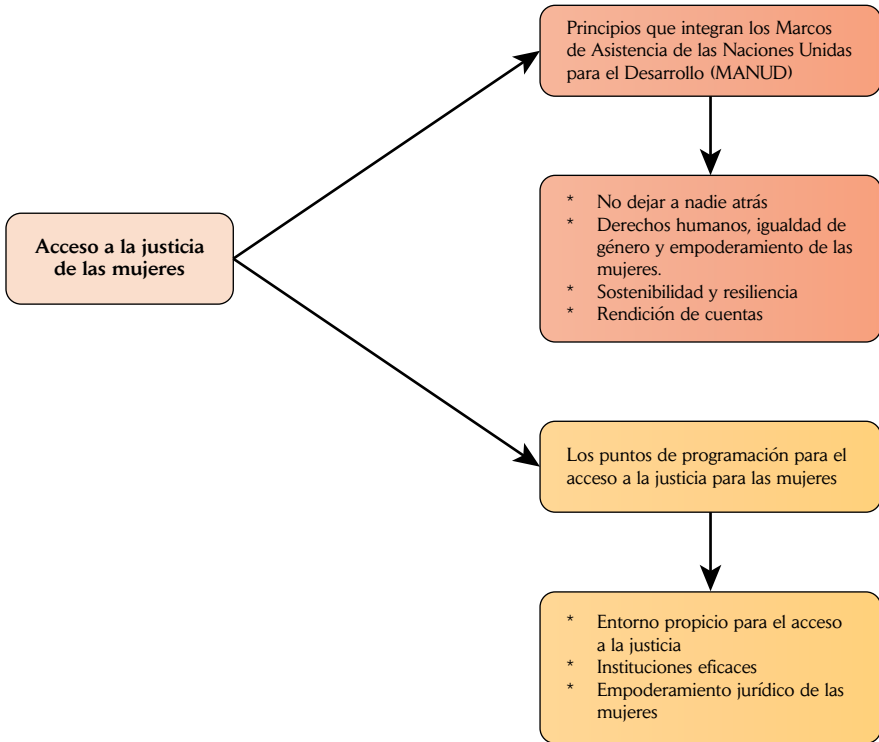 Principios que integran los Marcos
de Asistencia de las Naciones Unidas
para el Desarrollo (MANUD)
* No dejar a nadie atrás
* Derechos humanos, igualdad de
género y empoderamiento de las
mujeres.
* Sostenibilidad y resiliencia
* Rendición de cuentas
Acceso a la justicia
de las mujeres
Los puntos de programación para el
acceso a la justicia para las mujeres
* Entorno propicio para el acceso
a la justicia
* Instituciones eficaces
* Empoderamiento jurídico de las
mujeres